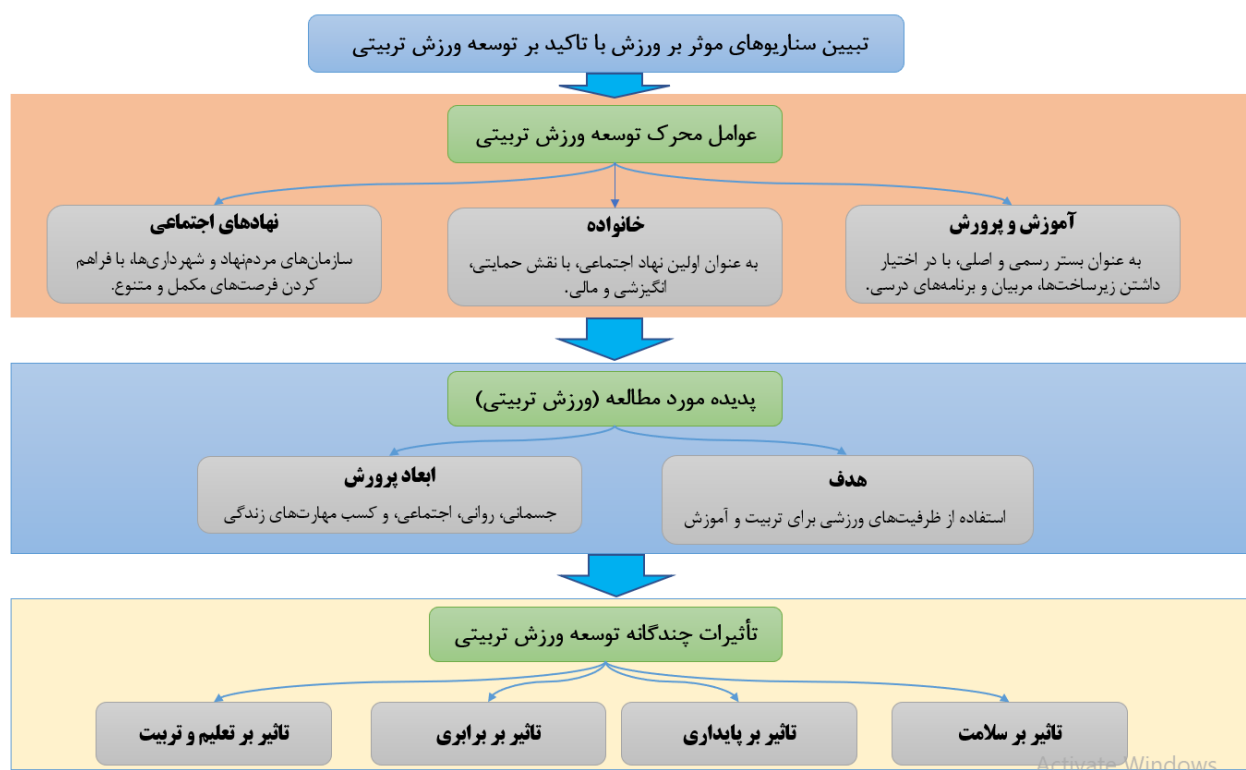 تبیین سناریوهای موثر بر ورزش با تاکید بر توسعه ورزش تربیتی
عوامل محرک توسعه ورزش تربیتی
آموزش و پرورش
به عنوان بستر رسمی و اصلی، با در اختیار
داشتن زیرساخت‌ها، مربیان و برنامه‌های درسی.
خانواده
به عنوان اولین نهاد اجتماعی، با نقش حمایتی،
انگیزشی و مالی.
نهادهای اجتماعی
سازمان‌های مردم‌نهاد و شهرداری‌ها، با فراهم
کردن فرصت‌های مکمل و متنوع.
پدیده مورد مطالعه (ورزش تربیتی)
هدف
استفاده از ظرفیت‌های ورزشی برای تربیت و آموزش
ابعاد پرورش
جسمانی، روانی، اجتماعی، و کسب مهارت‌های زندگی
تأثیرات چندگانه توسعه ورزش تربیتی
تاثیر بر سلامت
تاثیر بر پایداری
تاثیر بر برابری
تاثیر بر تعلیم و تربیت
Activate Windows